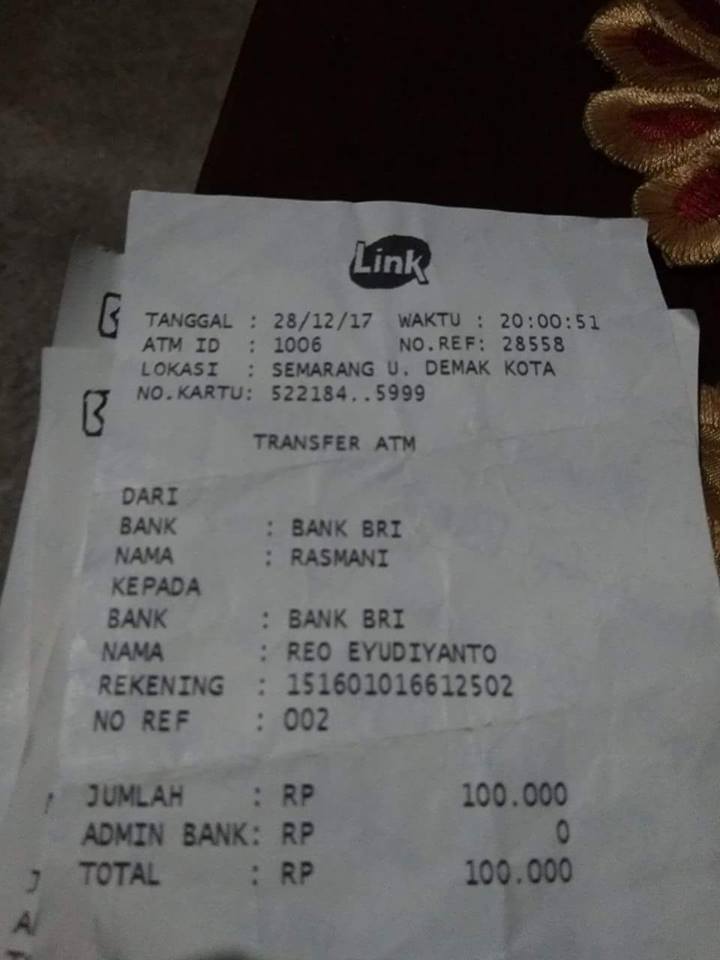 Link
TANGGAL : 28/12/17 WAKTU : 20:00:51
ATM ID : 1006 NO.REF: 28558
LOKASI : SEMARANG U. DEMAK KOTA
NO.KARTU: 522184..5999
TRANSFER ATM
DARI
BANK : BANK BRI
NAMA : RASMANI
KEPADA
BANK : BANK BRI
NAMA : REO EYUDIYANTO
REKENING : 151601016612502
NO REF : 002
JUMLAH : RP 100.000
ADMIN BANK: RP 0
TOTAL : RP 100.000